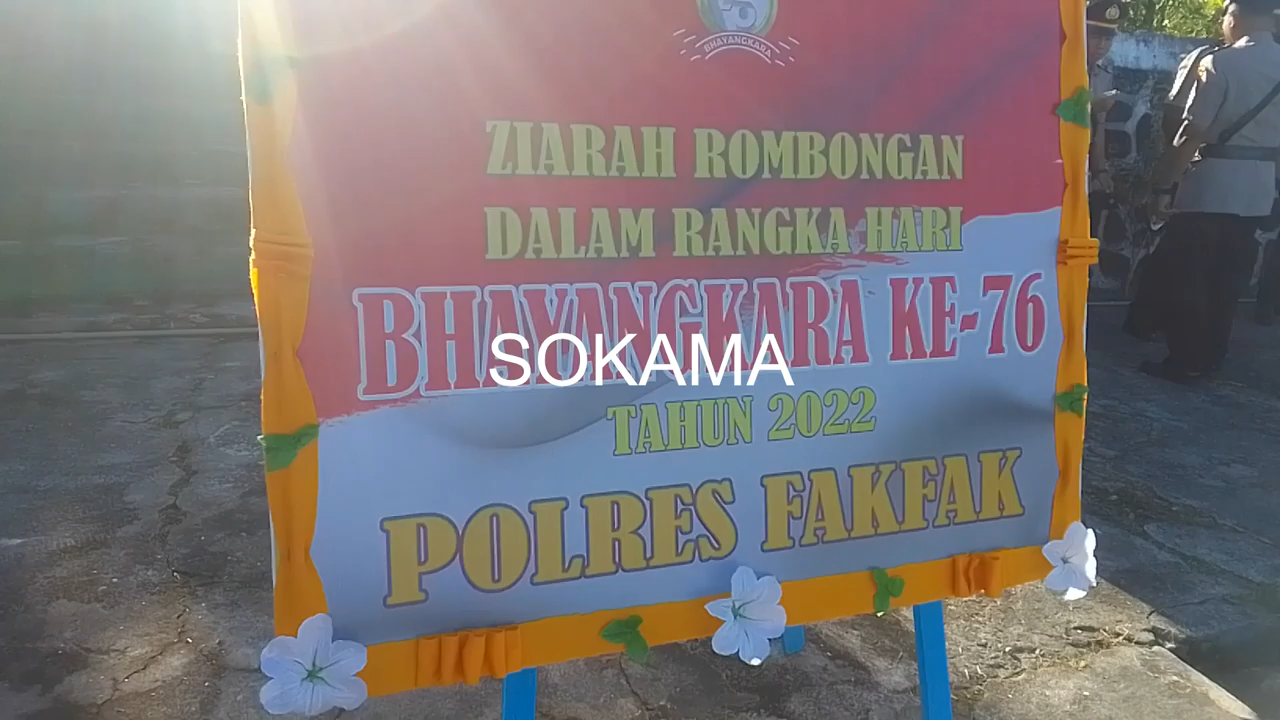 BHAYANGKARA
ZIARAH ROMBONGAN
DALAM RANGKA HARI
BHAYANGKARA KE-76
SOKAMA
TAHUN 2022
POLRES FAKFAK